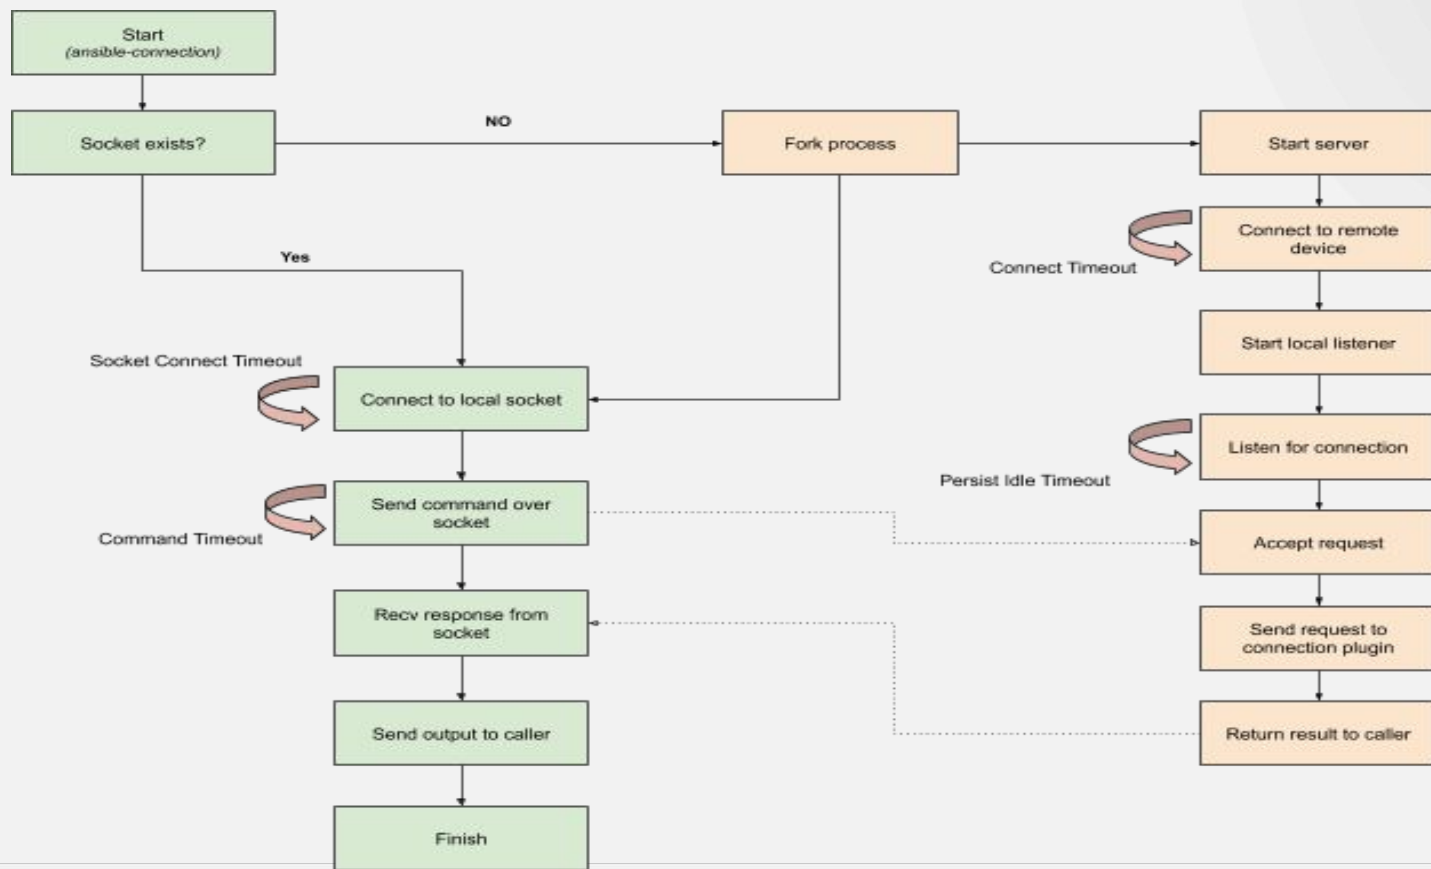 Start
(ansible-connection)
Socket exists?
NO
Fork process
Start server
Connect to remote
device
Connect Timeout
Yes
Start local listener
Socket Connect Timeout
Connect to local socket
Listen for connection
Persist Idle Timeout
Send command over
socket
Command Timeout
Accept request
Recv response from
socket
Send request to
connection plugin
Send output to caller
Return result to caller
Finish